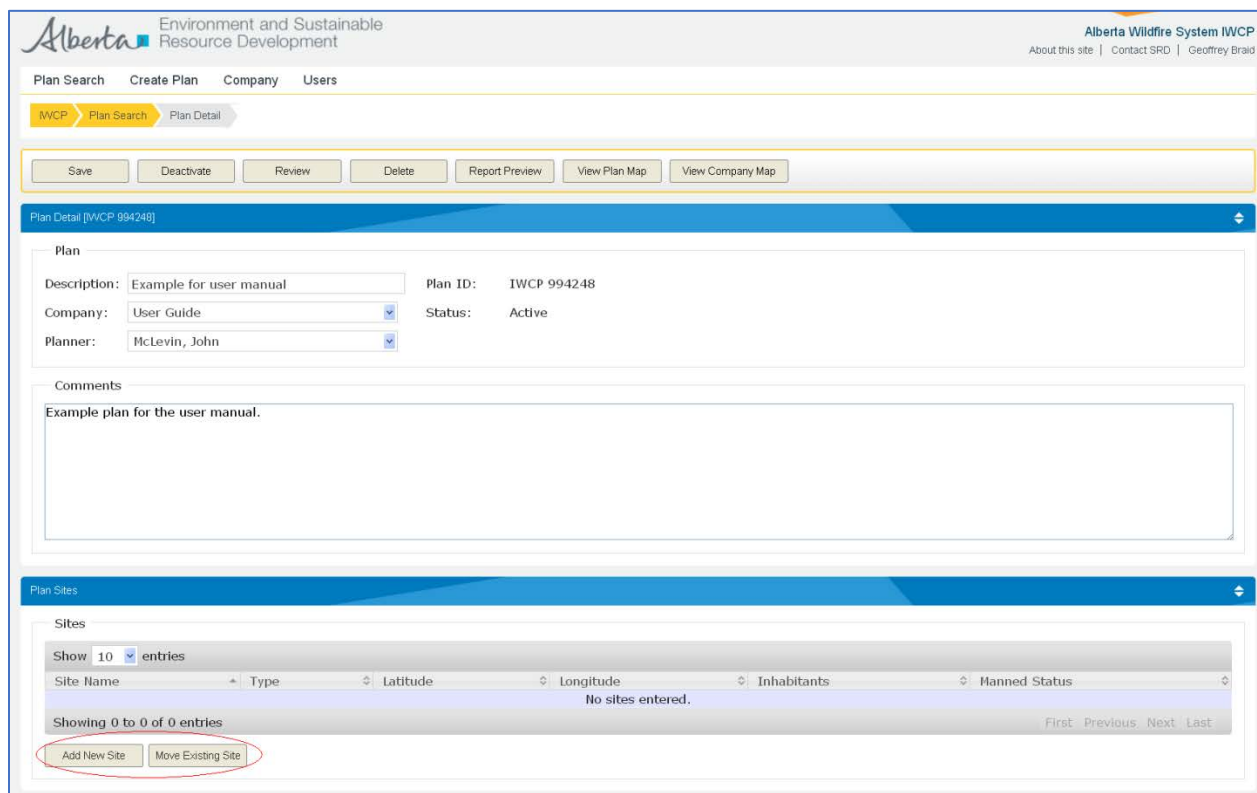 Alberta Environment and Sustainable
Resource Development
Alberta Wildfire System IWCP
About this site | Contact SRD | Geoffrey Braid
Plan Search Create Plan Company Users
IWCP Plan Search Plan Detail
Save Deactivate Review Delete Report Preview View Plan Map View Company Map
Plan Detail [IWCP 994248]
Plan
Description: Example for user manual Plan ID: IWCP 994248
Company: User Guide Status: Active
Planner: McLevin, John
Comments
Example plan for the user manual.
Plan Sites
Sites
Show 10 entries
Site Name Type Latitude Longitude Inhabitants Manned Status
No sites entered.
Showing 0 to 0 of 0 entries First Previous Next Last
Add New Site Move Existing Site